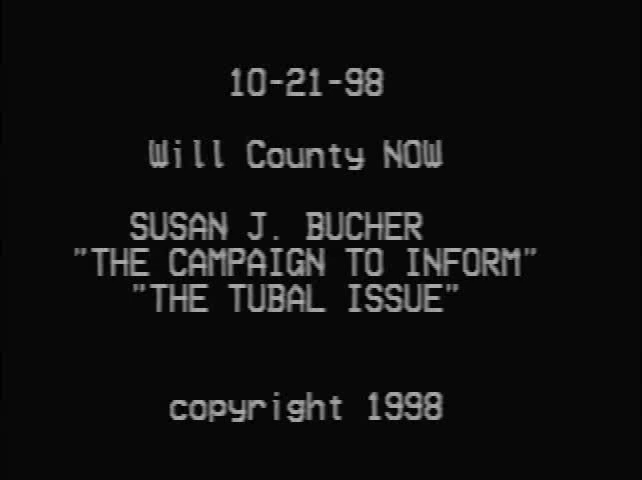 10-21-98
Will County NOW
SUSAN J. BUCHER
"THE CAMPAIGN TO INFORM"
"THE TUBAL ISSUE"
copyright 1998